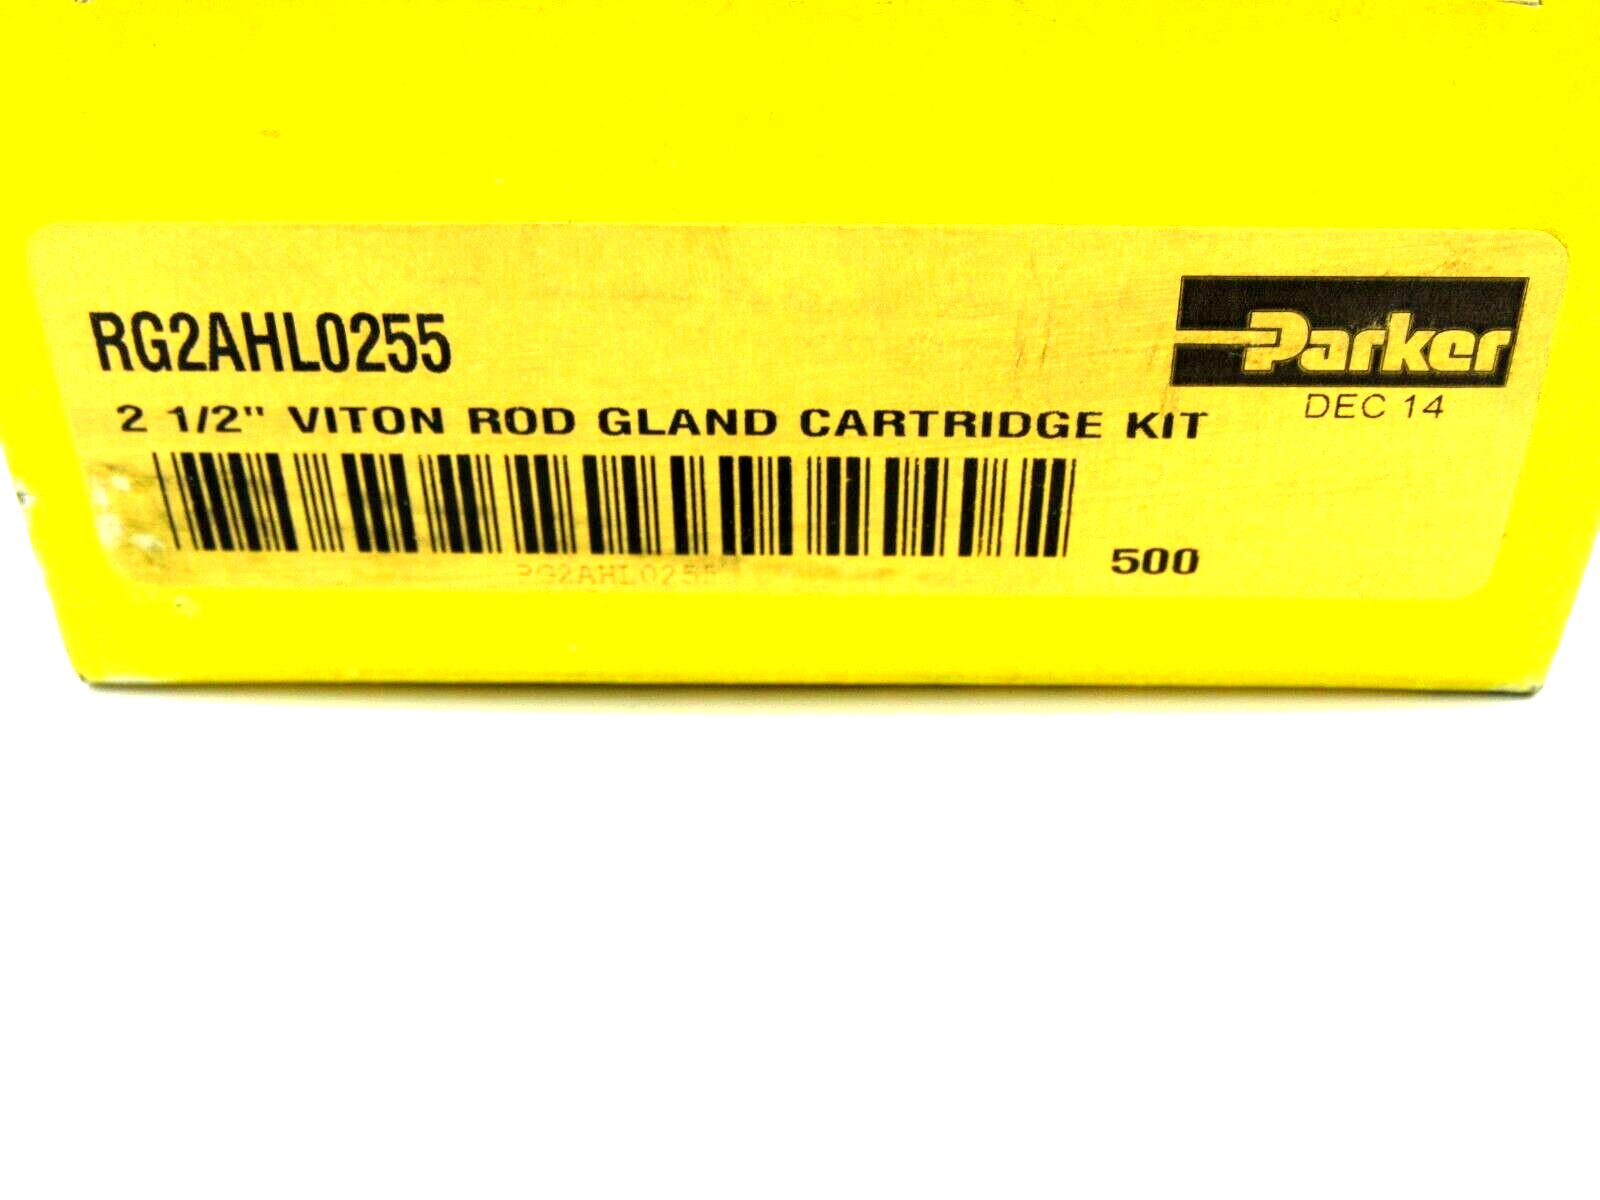 RG2AHL0255
Parker
DEC 14
2 1/2" VITON ROD GLAND CARTRIDGE KIT
500
RG2AHL0255